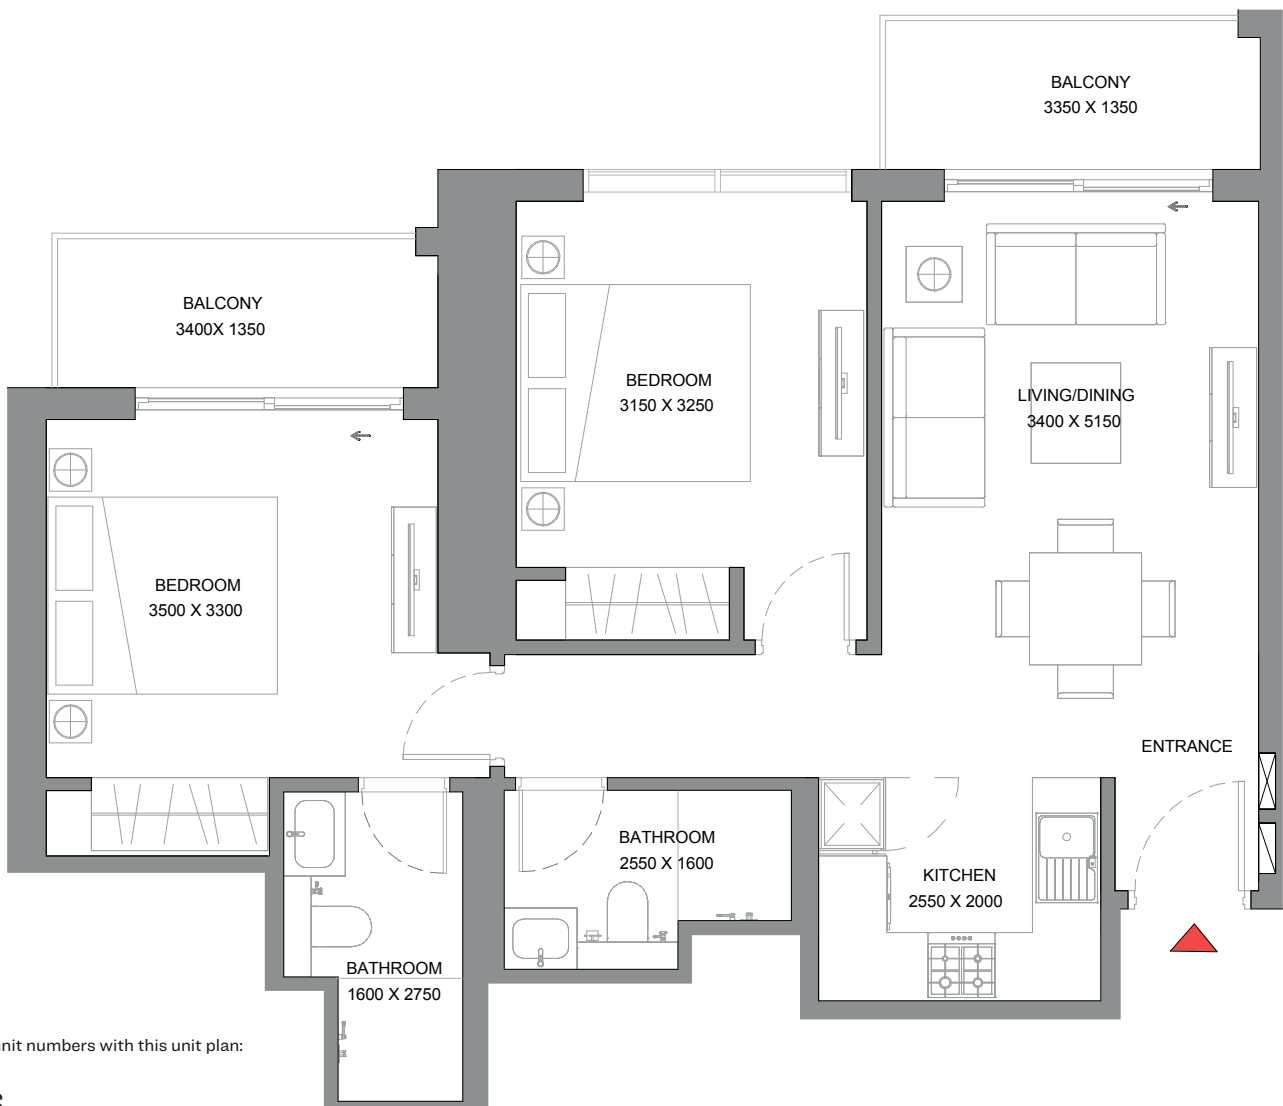 BALCONY
3350 X 1350
BALCONY
3400X 1350
BEDROOM
3150 X 3250
LIVING/DINING
3400 X 5150
BEDROOM
3500 X 3300
ENTRANCE
BATHROOM
2550 X 1600
KITCHEN
2550 X 2000
BATHROOM
1600 X 2750
unit numbers with this unit plan: